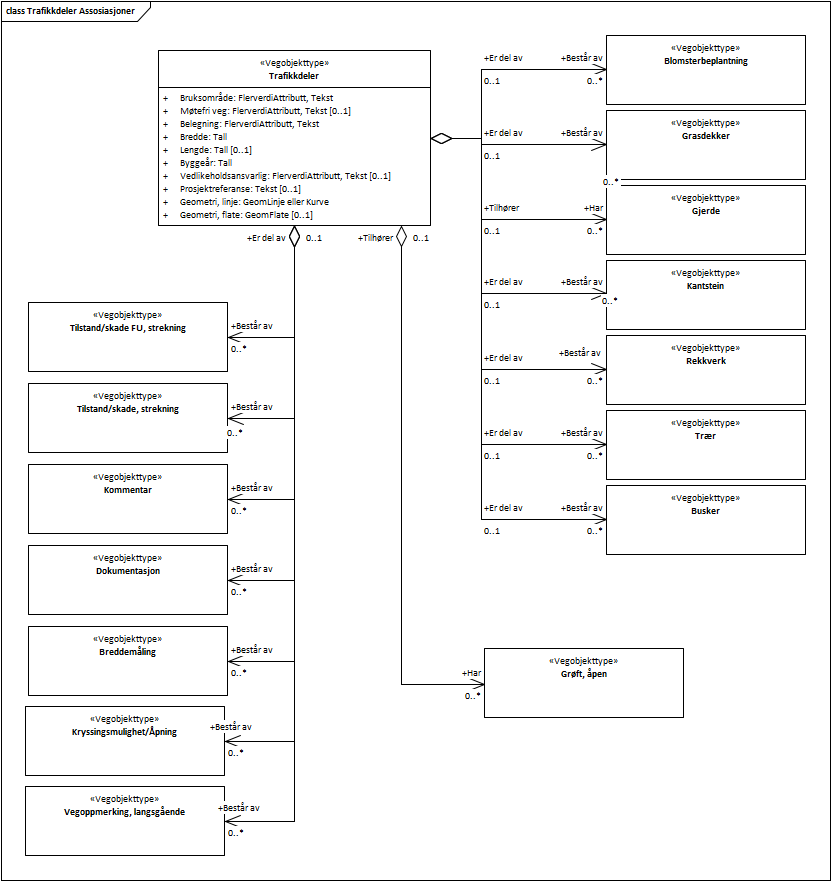 class Trafikkdeler Assosiasjoner
«Vegobjekttype»
Trafikkdeler
+ Bruksområde: FlerverdiAttributt, Tekst
+ Møtefri veg: FlerverdiAttributt, Tekst [0..1]
+ Belegning: FlerverdiAttributt, Tekst
+ Bredde: Tall
+ Lengde: Tall [0..1]
+ Byggeår: Tall
+ Vedlikeholdsansvarlig: FlerverdiAttributt, Tekst [0..1]
+ Prosjektreferanse: Tekst [0..1]
+ Geometri, linje: GeomLinje eller Kurve
+ Geometri, flate: GeomFlate [0..1]
+Er del av 0..1
+Tilhører 0..1
+Er del av
0..1
+Består av
0..*
«Vegobjekttype»
Blomsterbeplantning
+Er del av
0..1
+Består av
0..*
«Vegobjekttype»
Grasdekker
+Tilhører
0..1
+Har
0..*
«Vegobjekttype»
Gjerde
+Er del av
0..1
+Består av
0..*
«Vegobjekttype»
Kantstein
+Er del av
0..1
+Består av
0..*
«Vegobjekttype»
Rekkverk
+Er del av
0..1
+Består av
0..*
«Vegobjekttype»
Trær
+Er del av
0..1
+Består av
0..*
«Vegobjekttype»
Busker
«Vegobjekttype»
Tilstand/skade FU, strekning
+Består av
0..*
«Vegobjekttype»
Tilstand/skade, strekning
+Består av
0..*
«Vegobjekttype»
Kommentar
+Består av
0..*
«Vegobjekttype»
Dokumentasjon
+Består av
0..*
«Vegobjekttype»
Breddemåling
+Består av
0..*
«Vegobjekttype»
Kryssingsmulighet/Åpning
+Består av
0..*
«Vegobjekttype»
Vegoppmerking, langsgående
+Består av
0..*
+Har
0..*
«Vegobjekttype»
Grøft, åpen